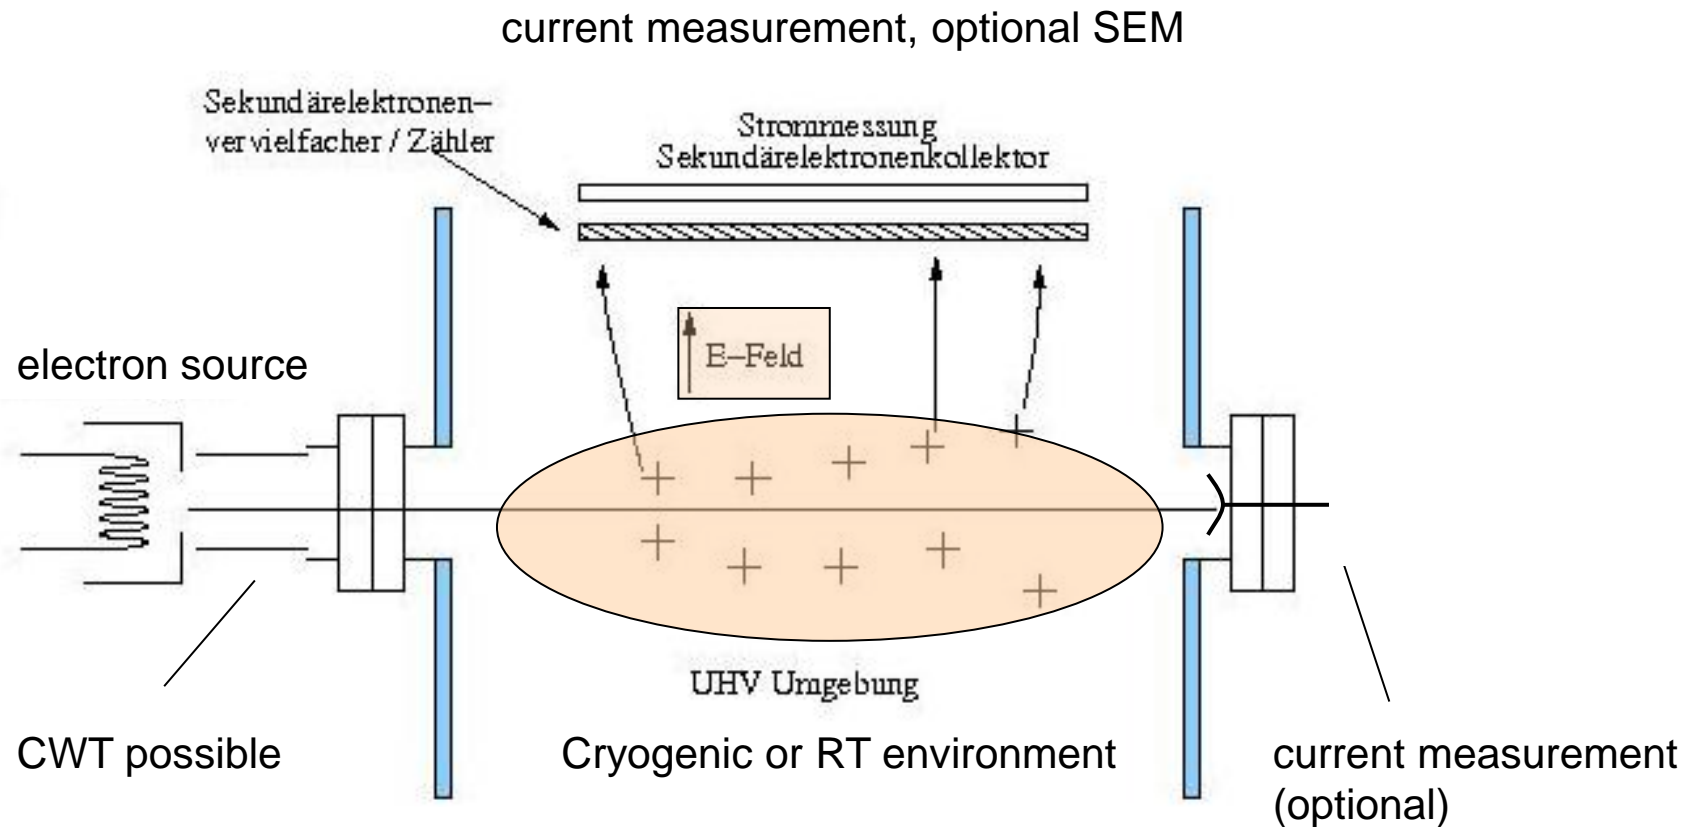 current measurement, optional SEM
Sekundärelektronen–
vervielfacher / Zähler
Strommessung
Sekundärelektronenkollektor
E–Feld
electron source
UHV Umgebung
CWT possible
Cryogenic or RT environment
current measurement
(optional)